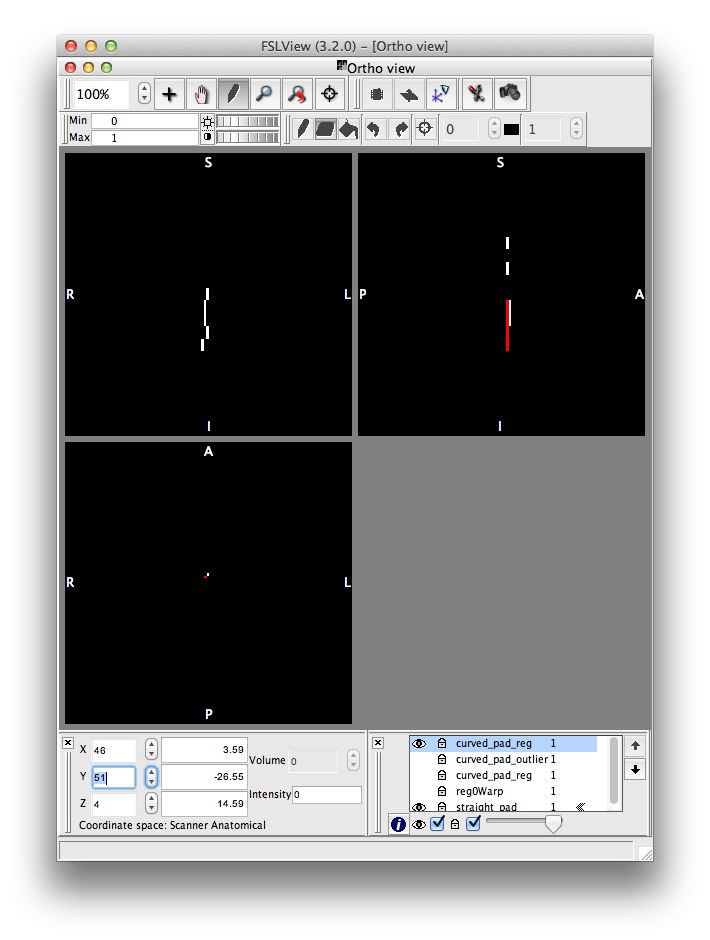 FSLView (3.2.0) – [Ortho view]
Ortho view
100%
Min 0
Max 1
0 1
S
R L
I
S
P A
I
A
R L
P
X 46 3.59
Y 51 -26.55
Z 4 14.59
Volume 0
Intensity 0
Coordinate space: Scanner Anatomical
curved_pad_reg 1
curved_pad_outlier 1
curved_pad_reg 1
reg0Warp 1
straight_pad 1